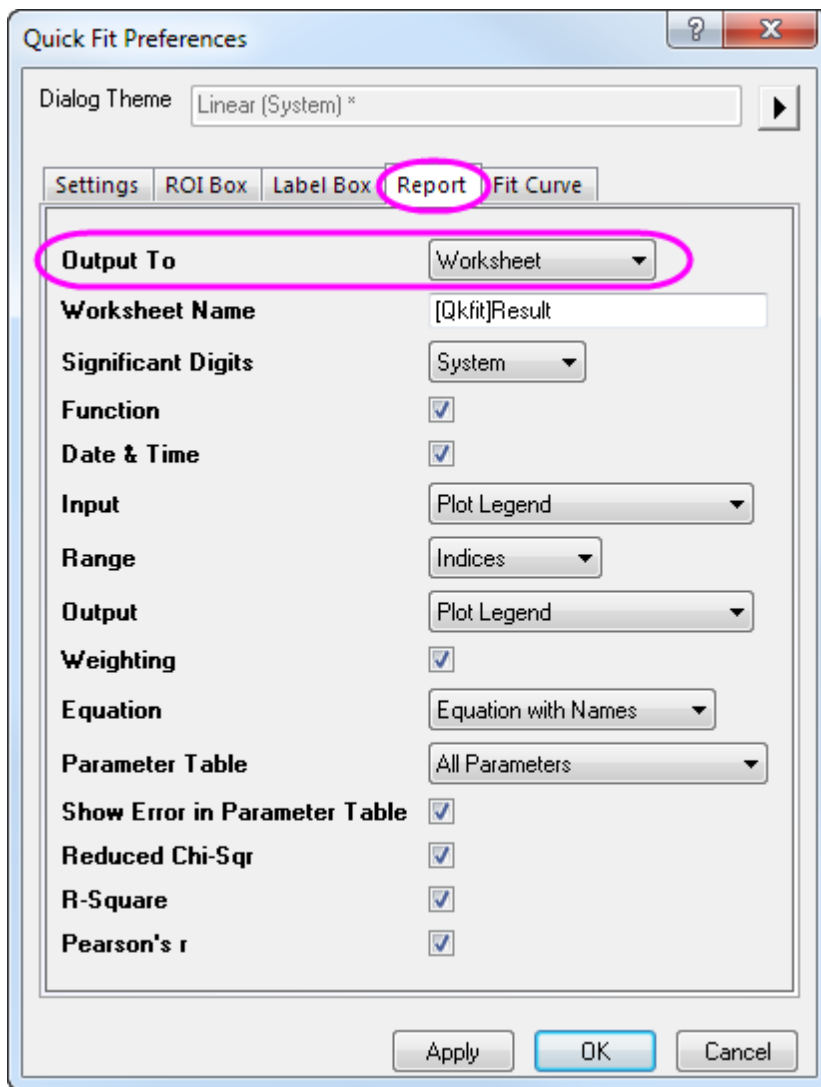 Quick Fit Preferences
Dialog Theme Linear (System) *
Settings ROI Box Label Box Report Fit Curve
Output To Worksheet
Worksheet Name [Qkfit]Result
Significant Digits System
Function
Date & Time
Input Plot Legend
Range Indices
Output Plot Legend
Weighting
Equation Equation with Names
Parameter Table All Parameters
Show Error in Parameter Table
Reduced Chi-Sqr
R-Square
Pearson's r
Apply OK Cancel